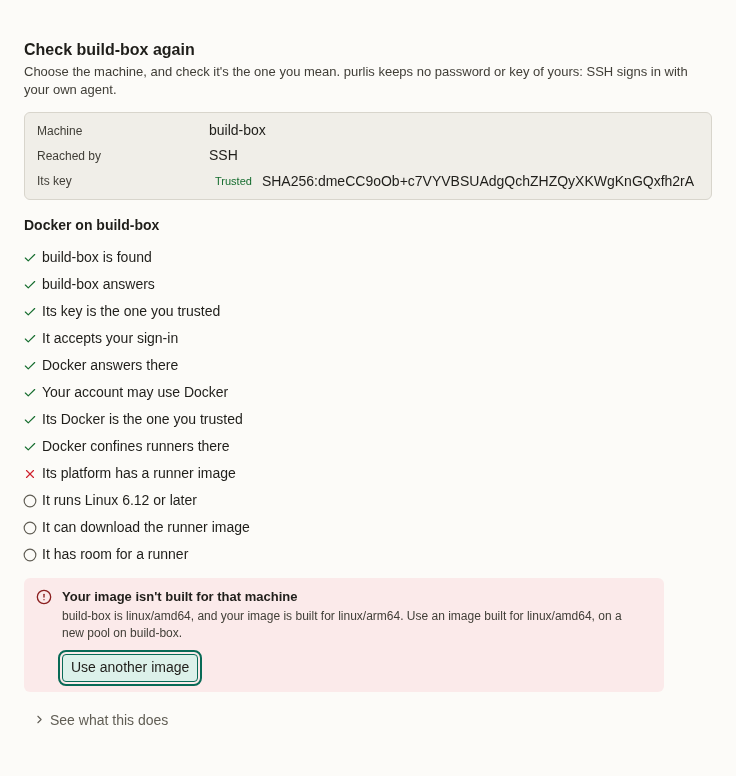 Check build-box again
Choose the machine, and check it's the one you mean. purlis keeps no password or key of yours: SSH signs in with
your own agent.
Machine build-box
Reached by SSH
Its key Trusted SHA256:dmeCC9oOb+c7VYVBSUAdgQchZHZQyXKWgKnGQxfh2rA
Docker on build-box
build-box is found
build-box answers
Its key is the one you trusted
It accepts your sign-in
Docker answers there
Your account may use Docker
Its Docker is the one you trusted
Docker confines runners there
Its platform has a runner image
It runs Linux 6.12 or later
It can download the runner image
It has room for a runner
Your image isn't built for that machine
build-box is linux/amd64, and your image is built for linux/arm64. Use an image built for linux/amd64, on a
new pool on build-box.
Use another image
See what this does